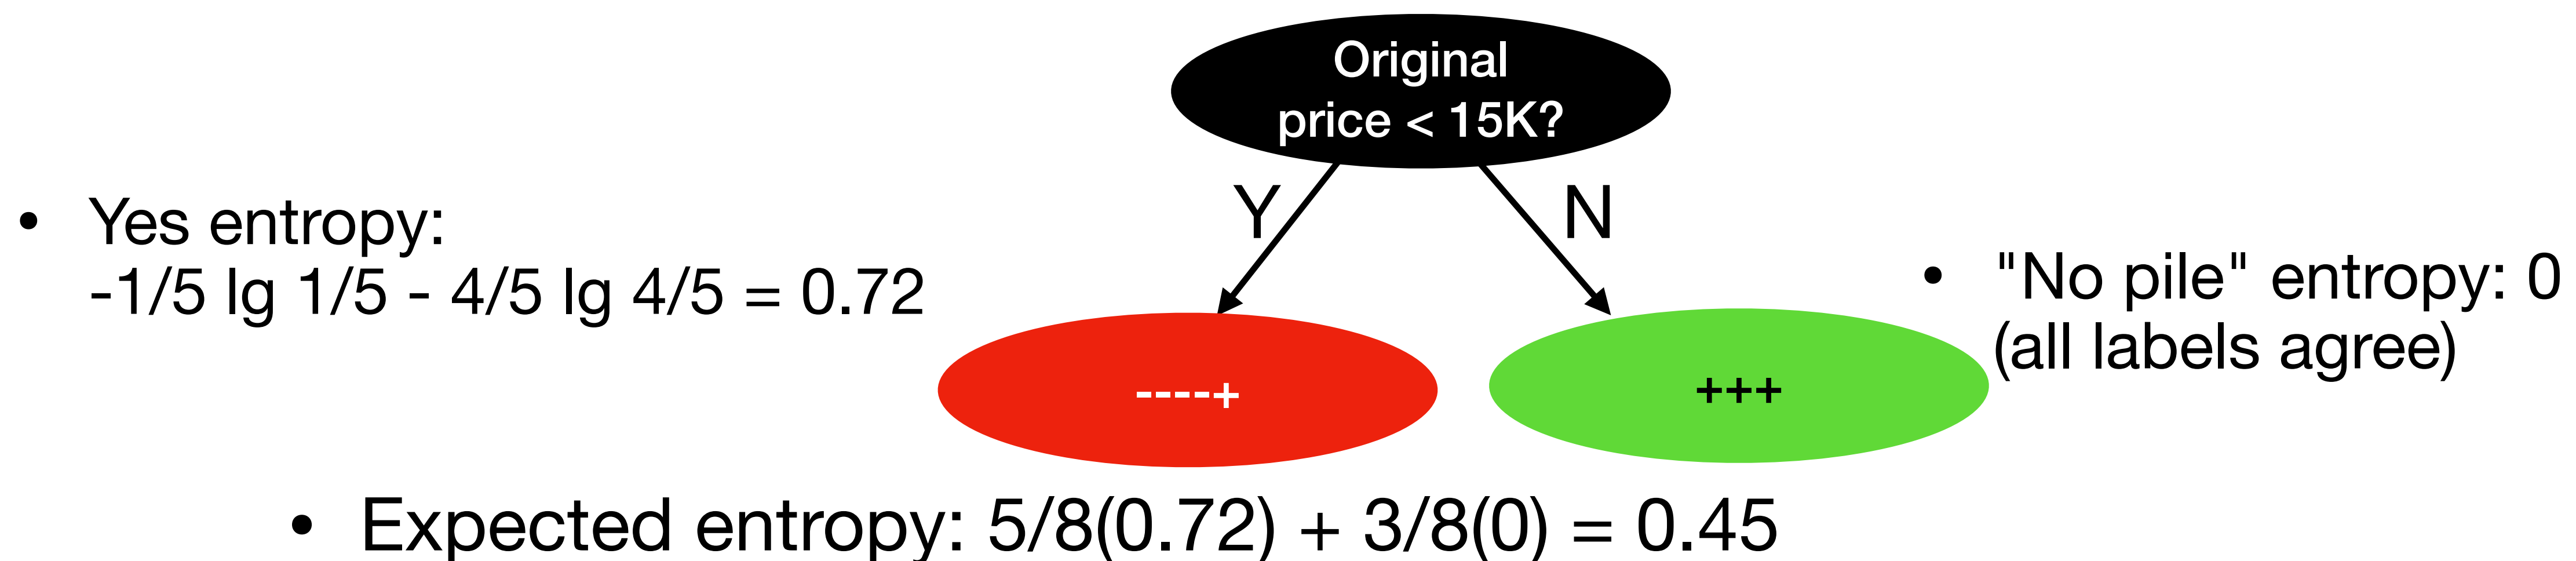 Original
price < 15K?
Y
N
• Yes entropy:
-1/5 lg 1/5 - 4/5 lg 4/5 = 0.72
• "No pile" entropy: 0
(all labels agree)
----+
+++
• Expected entropy: 5/8(0.72) + 3/8(0) = 0.45